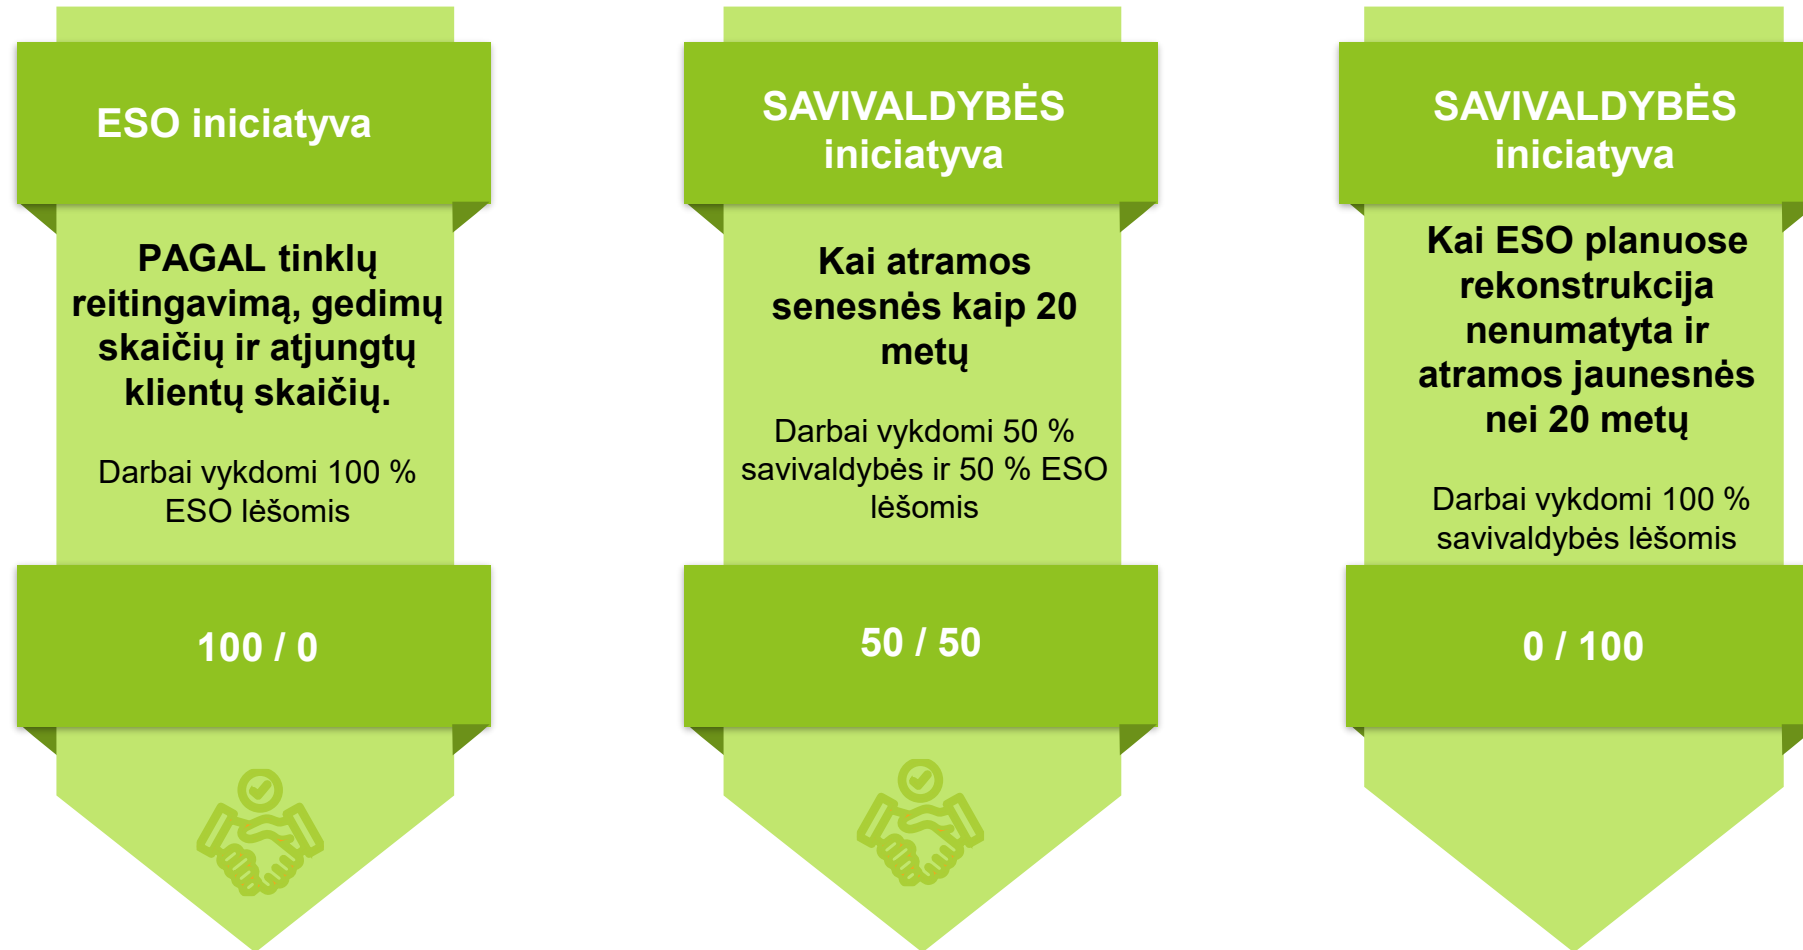 ESO iniciatyva
PAGAL tinklų
reitingavimą, gedimų
skaičių ir atjungtų
klientų skaičių.
Darbai vykdomi 100 %
ESO lėšomis
100 / 0
SAVIVALDYBĖS
iniciatyva
Kai atramos
senesnės kaip 20
metų
Darbai vykdomi 50 %
savivaldybės ir 50 % ESO
lėšomis
50 / 50
SAVIVALDYBĖS
iniciatyva
Kai ESO planuose
rekonstrukcija
nenumatyta ir
atramos jaunesnės
nei 20 metų
Darbai vykdomi 100 %
savivaldybės lėšomis
0 / 100